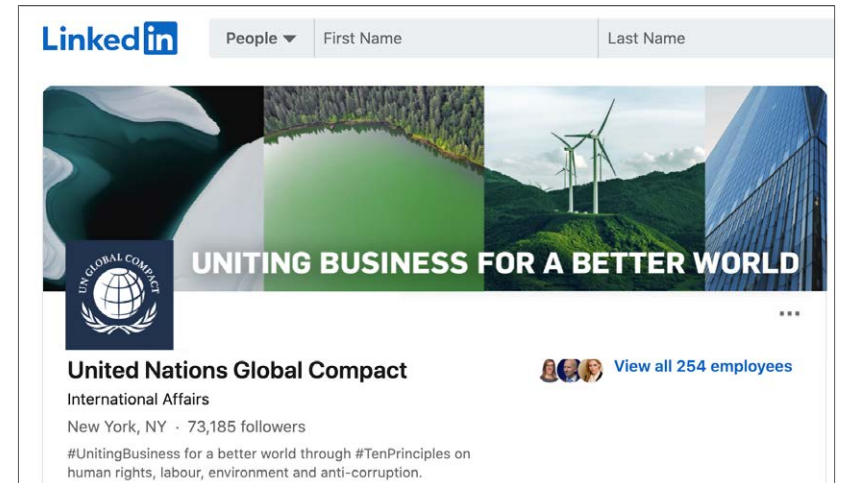 LinkedIn People First Name Last Name
UN GLOBAL COMPACT
UNITING BUSINESS FOR A BETTER WORLD
United Nations Global Compact
View all 254 employees
International Affairs
New York, NY · 73,185 followers
#UnitingBusiness for a better world through #TenPrinciples on
human rights, labour, environment and anti-corruption.